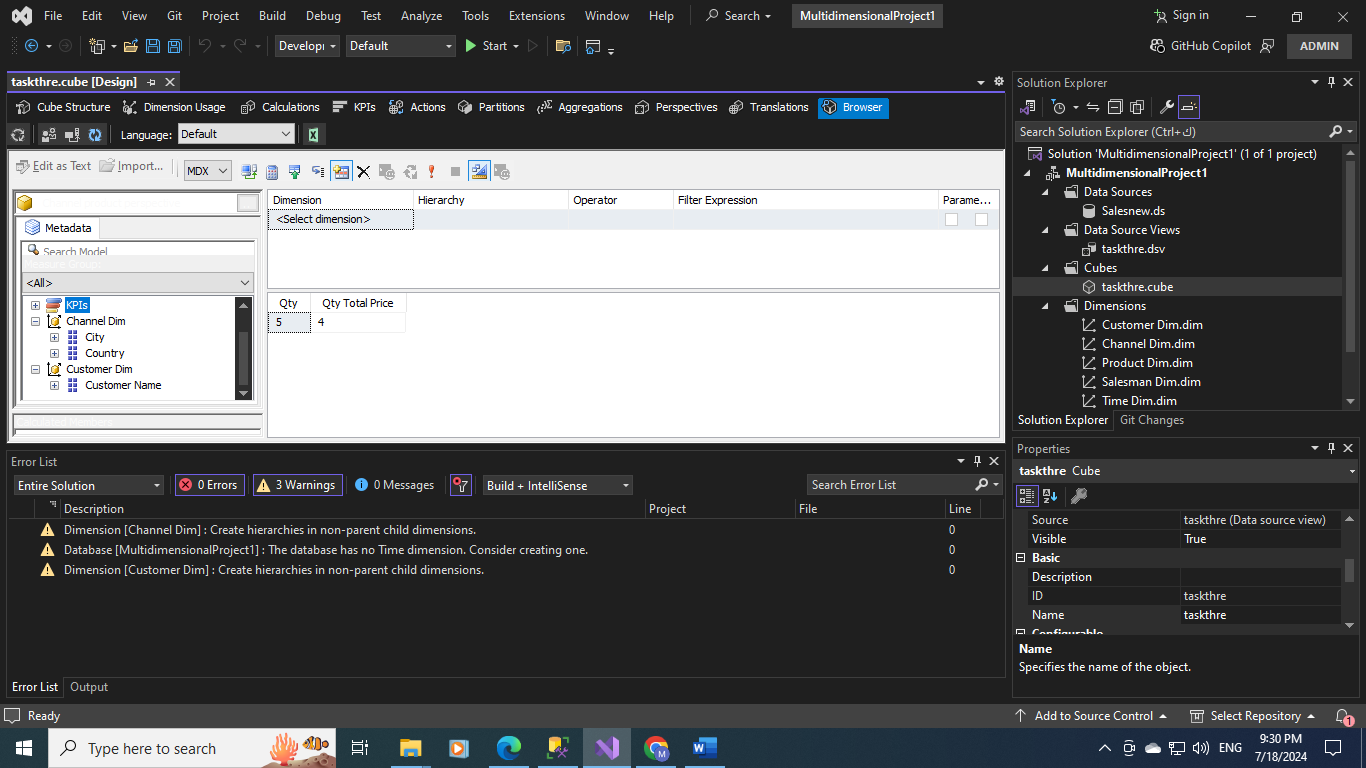 File Edit View Git Project Build Debug Test Analyze Tools Extensions Window Help Search MultidimensionalProject1 Sign in
Develop Default Start GitHub Copilot ADMIN
taskthre.cube [Design]
Cube Structure Dimension Usage Calculations KPIs Actions Partitions Aggregations Perspectives Translations Browser
Language: Default
Edit as Text Import... MDX
Dimension Hierarchy Operator Filter Expression Parame...
<Select dimension>
Metadata
Search Model
<All>
KPIs
Channel Dim
City
Country
Customer Dim
Customer Name
Qty Qty Total Price
5 4
Error List
Entire Solution 0 Errors 3 Warnings 0 Messages Build + IntelliSense Search Error List
Description Project File Line
Dimension [Channel Dim] : Create hierarchies in non-parent child dimensions. 0
Database [MultidimensionalProject1] : The database has no Time dimension. Consider creating one. 0
Dimension [Customer Dim] : Create hierarchies in non-parent child dimensions. 0
Error List Output
Solution Explorer
Search Solution Explorer (Ctrl+ك)
Solution 'MultidimensionalProject1' (1 of 1 project)
MultidimensionalProject1
Data Sources
Salesnew.ds
Data Source Views
taskthre.dsv
Cubes
taskthre.cube
Dimensions
Customer Dim.dim
Channel Dim.dim
Product Dim.dim
Salesman Dim.dim
Time Dim.dim
Solution Explorer Git Changes
Properties
taskthre Cube
Source taskthre (Data source view)
Visible True
Basic
Description
ID taskthre
Name taskthre
Configurable
Name
Specifies the name of the object.
Ready Add to Source Control Select Repository 1
Type here to search ENG 9:30 PM
7/18/2024